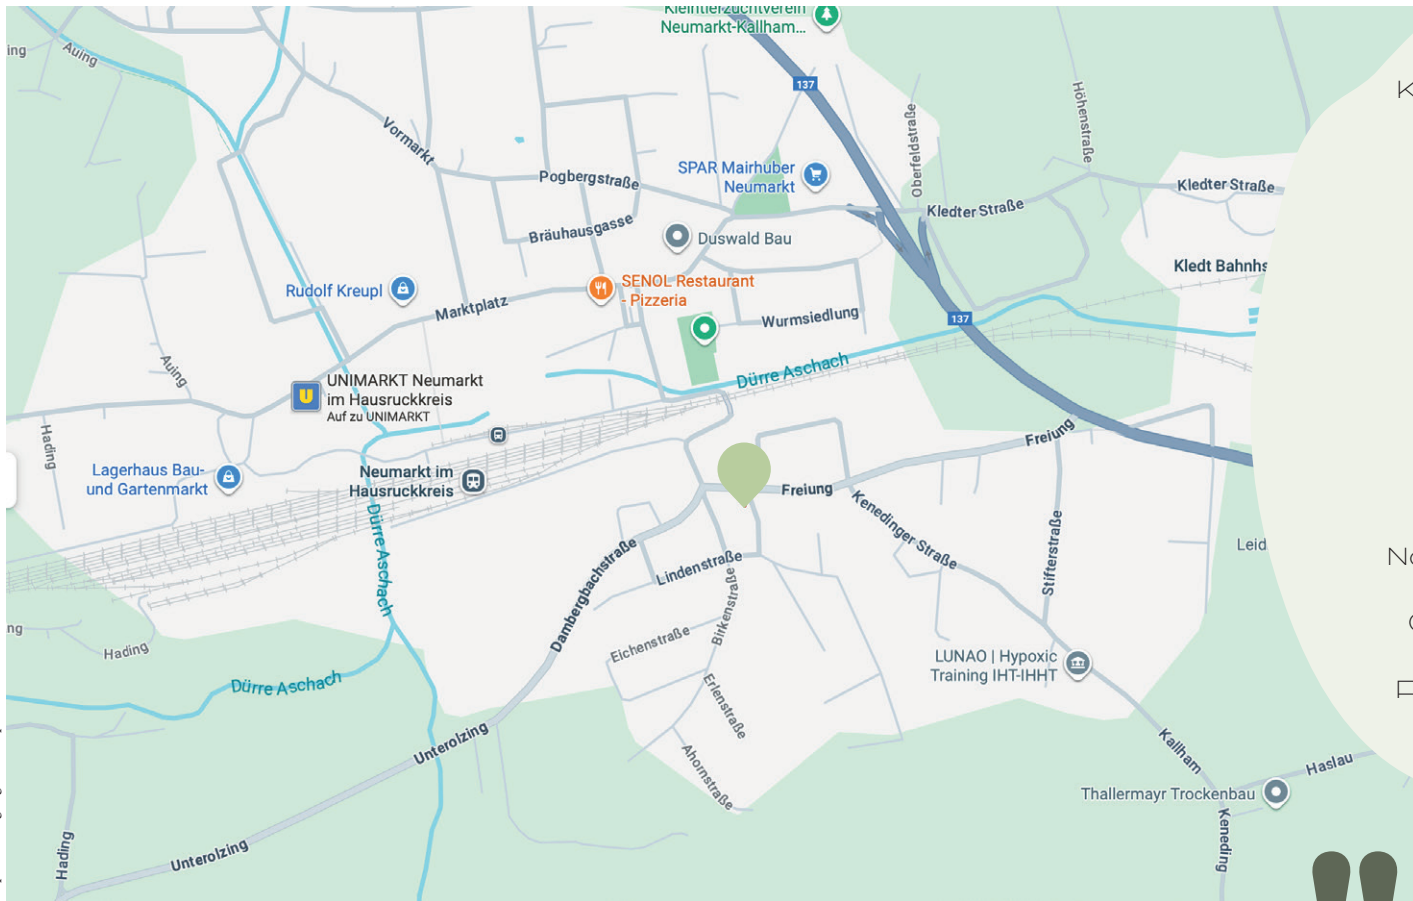 Kleintierzuchtverein
Neumarkt-Kallham...
ing
Auing
137
Höhenstraße
Oberfeldstraße
Vormarkt
SPAR Mairhuber
Neumarkt
Pogbergstraße
Kledter Straße
Kledter Straße
Bräuhausgasse
Duswald Bau
Kledt Bahnhs
Rudolf Kreupl
SENOL Restaurant
- Pizzeria
Marktplatz
Wurmsiedlung
137
Auing
Dürre Aschach
UNIMARKT Neumarkt
im Hausruckkreis
Auf zu UNIMARKT
Hading
Freiung
Lagerhaus Bau-
und Gartenmarkt
Neumarkt im
Hausruckkreis
Freiung
Kenedinger Straße
Dürre Aschach
Stifterstraße
Leid
No
Dambergbachstraße
Lindenstraße
Birkenstraße
ng
Hading
Eichenstraße
LUNAO | Hypoxic
Training IHT-IHHT
Dürre Aschach
Erlenstraße
Unterolzing
Ahornstraße
Kallham
Haslau
Thallermayr Trockenbau
Hading
Unterolzing
Keneding